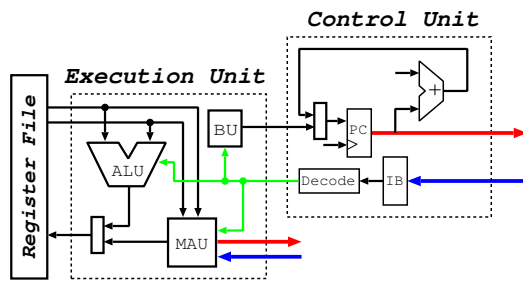 Control Unit
Execution Unit
Register File
BU
PC
+
ALU
Decode
IB
MAU